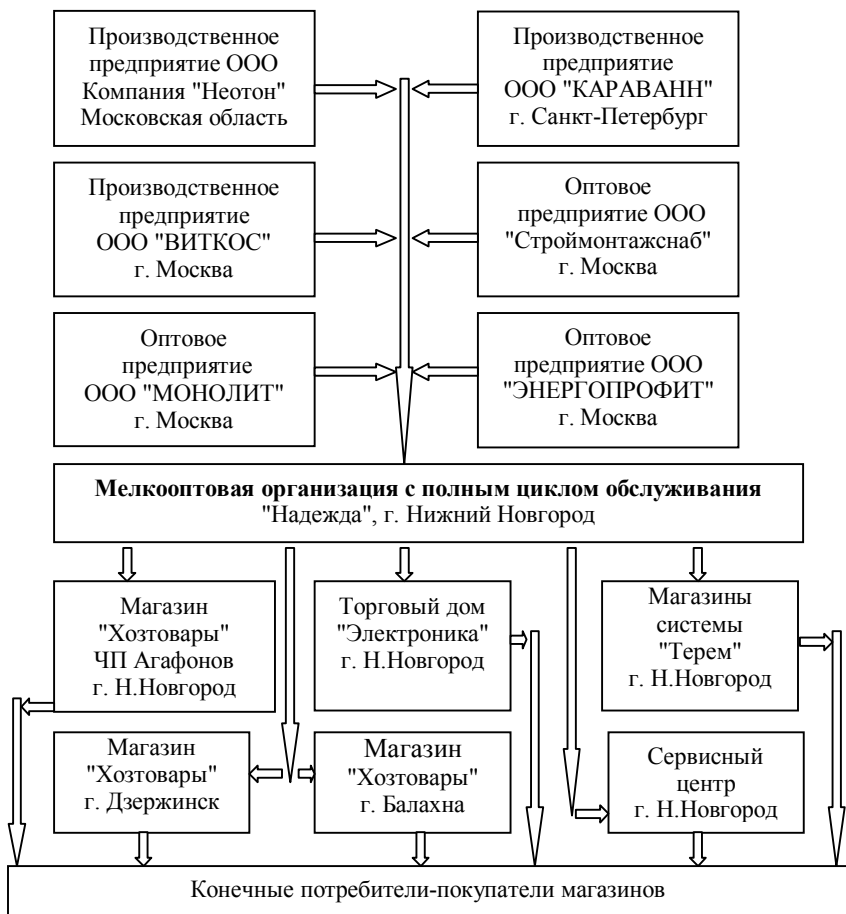 Производственное
предприятие ООО
Компания "Неотон"
Московская область
Производственное
предприятие
ООО "КАРАВАНН"
г. Санкт-Петербург
Производственное
предприятие
ООО "ВИТКОС"
г. Москва
Оптовое
предприятие ООО
"Строймонтажснаб"
г. Москва
Оптовое
предприятие
ООО "МОНОЛИТ"
г. Москва
Оптовое
предприятие ООО
"ЭНЕРГОПРОФИТ"
г. Москва
Мелкооптовая организация с полным циклом обслуживания
"Надежда", г. Нижний Новгород
Магазин
"Хозтовары"
ЧП Агафонов
г. Н.Новгород
Торговый дом
"Электроника"
г. Н.Новгород
Магазины
системы
"Терем"
г. Н.Новгород
Магазин
"Хозтовары"
г. Дзержинск
Магазин
"Хозтовары"
г. Балахна
Сервисный
центр
г. Н.Новгород
Конечные потребители-покупатели магазинов